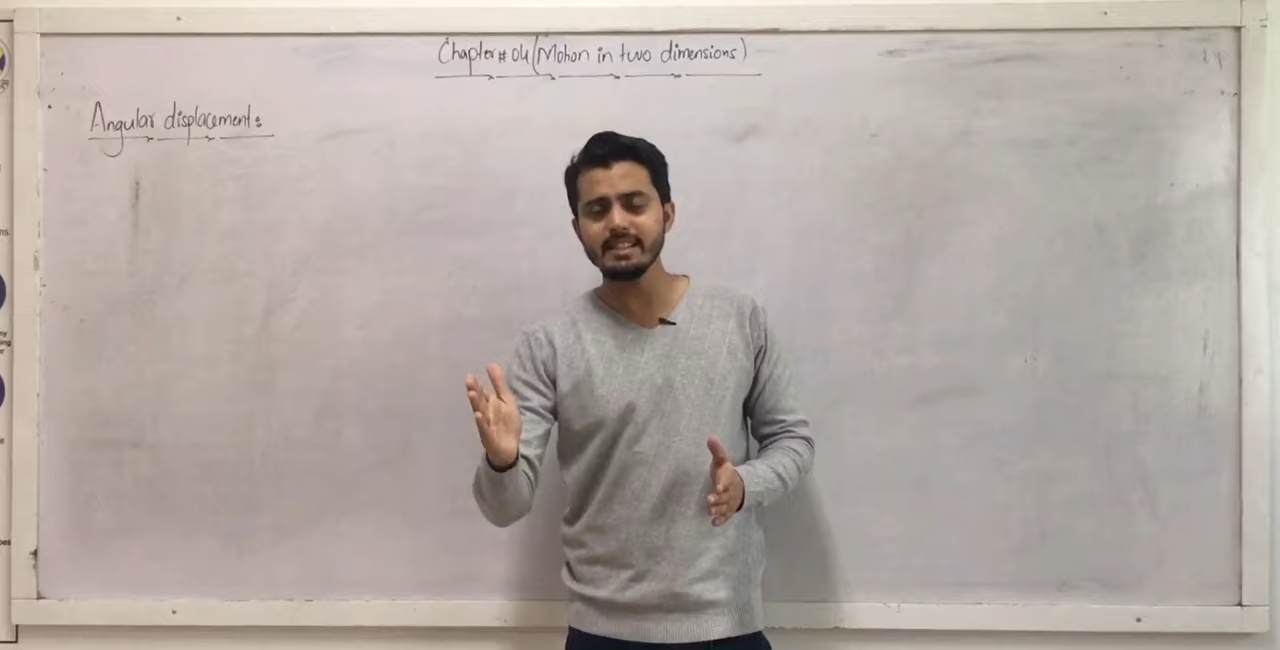 Chapter # 04 (Motion in two dimensions)
Angular displacement: